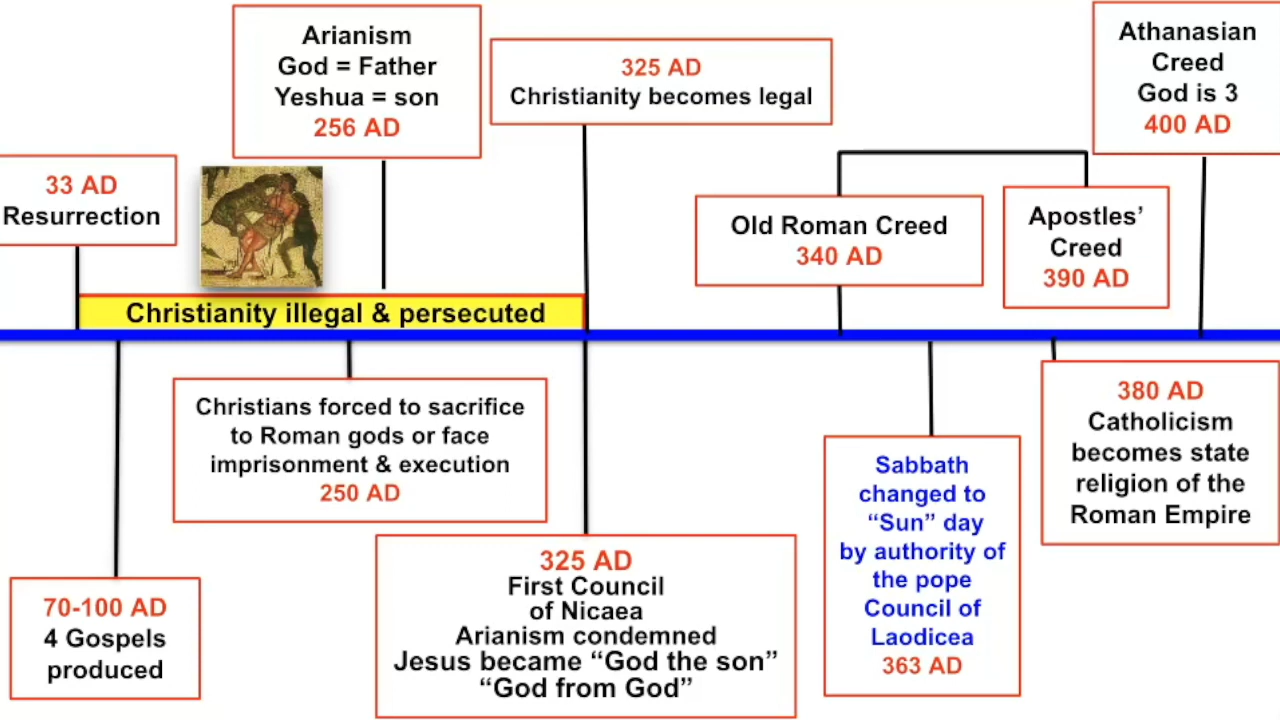 33 AD
Resurrection
Arianism
God = Father
Yeshua = son
256 AD
325 AD
Christianity becomes legal
Old Roman Creed
340 AD
Apostles’
Creed
390 AD
Athanasian
Creed
God is 3
400 AD
Christianity illegal & persecuted
70-100 AD
4 Gospels
produced
Christians forced to sacrifice
to Roman gods or face
imprisonment & execution
250 AD
325 AD
First Council
of Nicaea
Arianism condemned
Jesus became “God the son”
“God from God”
Sabbath
changed to
“Sun” day
by authority of
the pope
Council of
Laodicea
363 AD
380 AD
Catholicism
becomes state
religion of the
Roman Empire